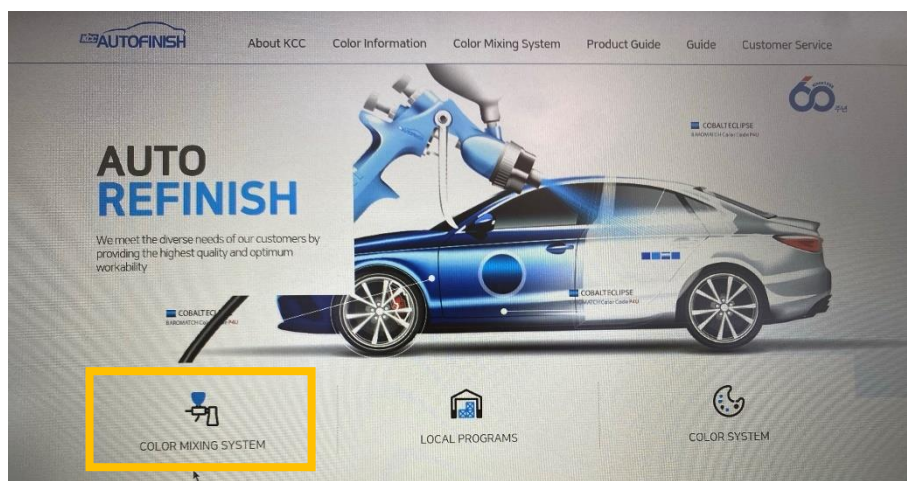 KCC AUTOFINISH
About KCC
Color Information
Color Mixing System
Product Guide
Guide
Customer Service
60
COBALTECLIPSE
AUTO
REFINISH
We meet the diverse needs of our customers by
providing the highest quality and optimum
workability
COBALTECLIPSE
COLOR MIXING SYSTEM
LOCAL PROGRAMS
COLOR SYSTEM